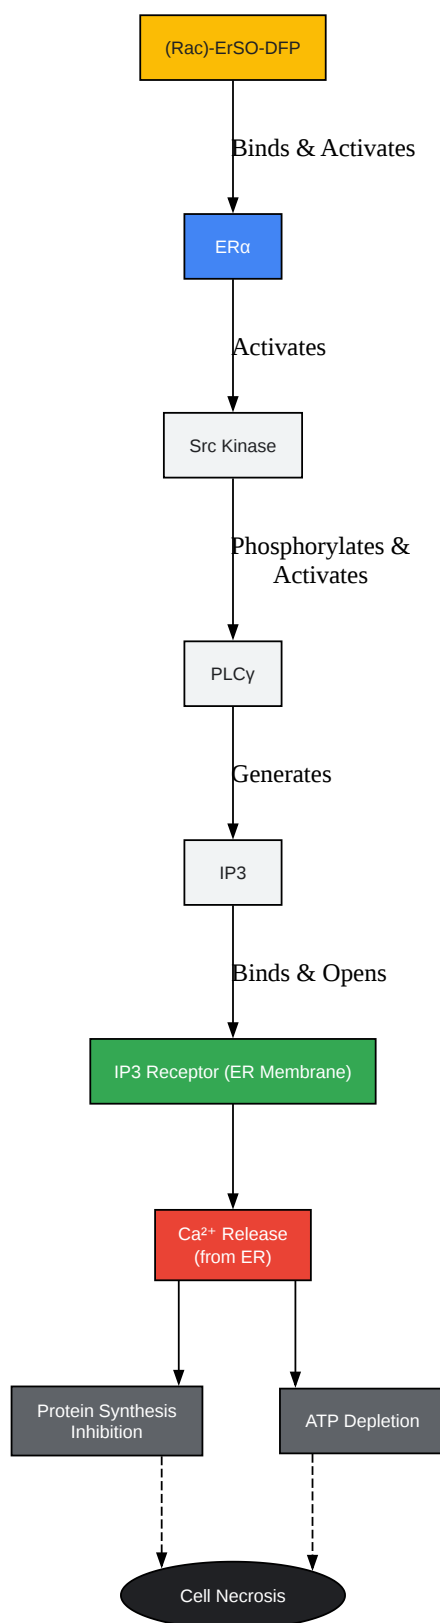 (Rac)-ErSO-DFP
Binds & Activates
ERα
Activates
Src Kinase
Phosphorylates &
Activates
PLCγ
Generates
IP3
Binds & Opens
IP3 Receptor (ER Membrane)
Ca²⁺ Release
(from ER)
Protein Synthesis
Inhibition
ATP Depletion
Cell Necrosis